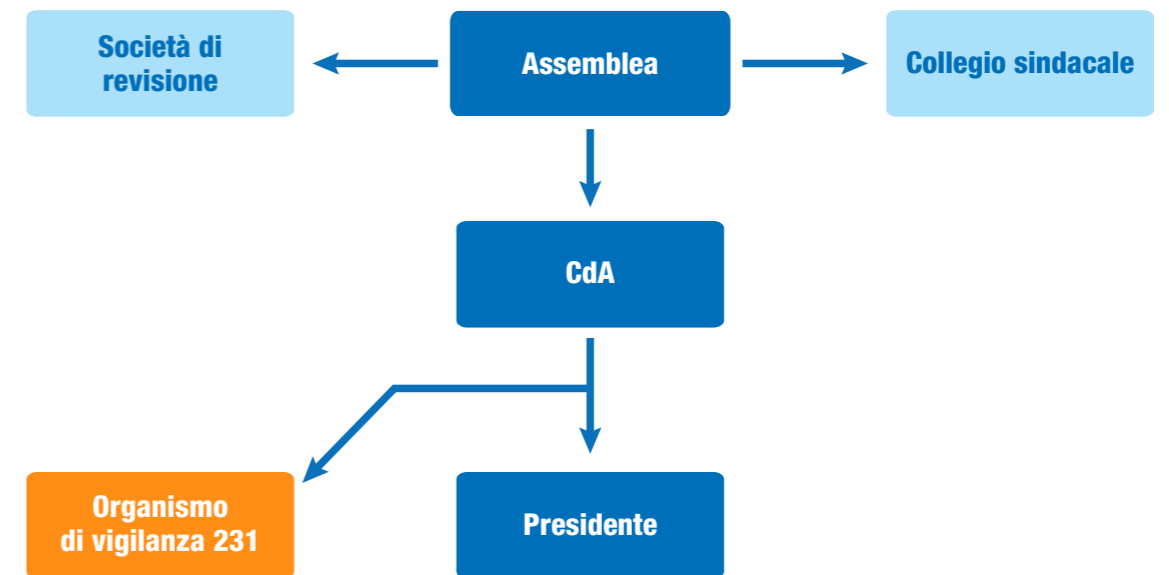 Società di
revisione
Assemblea
Collegio sindacale
CdA
Organismo
di vigilanza 231
Presidente